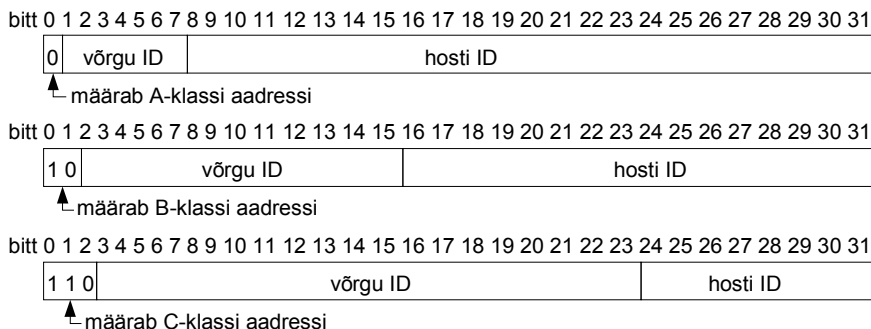 bitt 0 1 2 3 4 5 6 7 8 9 10 11 12 13 14 15 16 17 18 19 20 21 22 23 24 25 26 27 28 29 30 31
0 võrgu ID hosti ID
määrab A-klassi aadressi
bitt 0 1 2 3 4 5 6 7 8 9 10 11 12 13 14 15 16 17 18 19 20 21 22 23 24 25 26 27 28 29 30 31
1 0 võrgu ID hosti ID
määrab B-klassi aadressi
bitt 0 1 2 3 4 5 6 7 8 9 10 11 12 13 14 15 16 17 18 19 20 21 22 23 24 25 26 27 28 29 30 31
1 1 0 võrgu ID hosti ID
määrab C-klassi aadressi